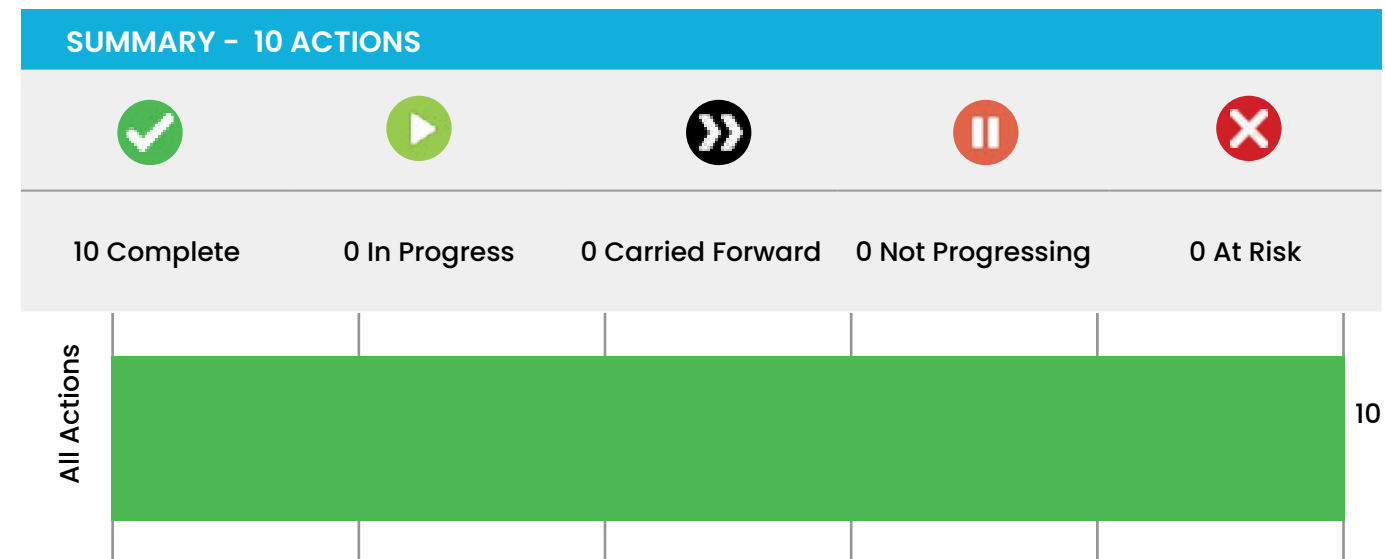 SUMMARY - 10 ACTIONS
10 Complete
0 In Progress
0 Carried Forward
0 Not Progressing
0 At Risk
All Actions
10